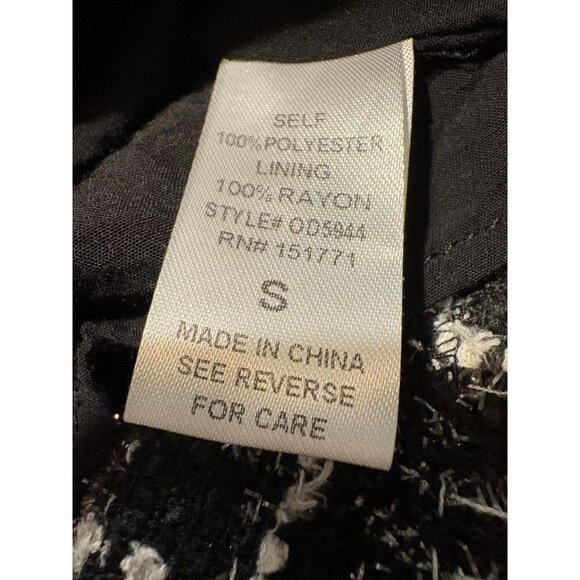 SELF
100%POLYESTER
LINING
100%RAYON
STYLE# OD5944
RN# 151771
S
MADE IN CHINA
SEE REVERSE
FOR CARE